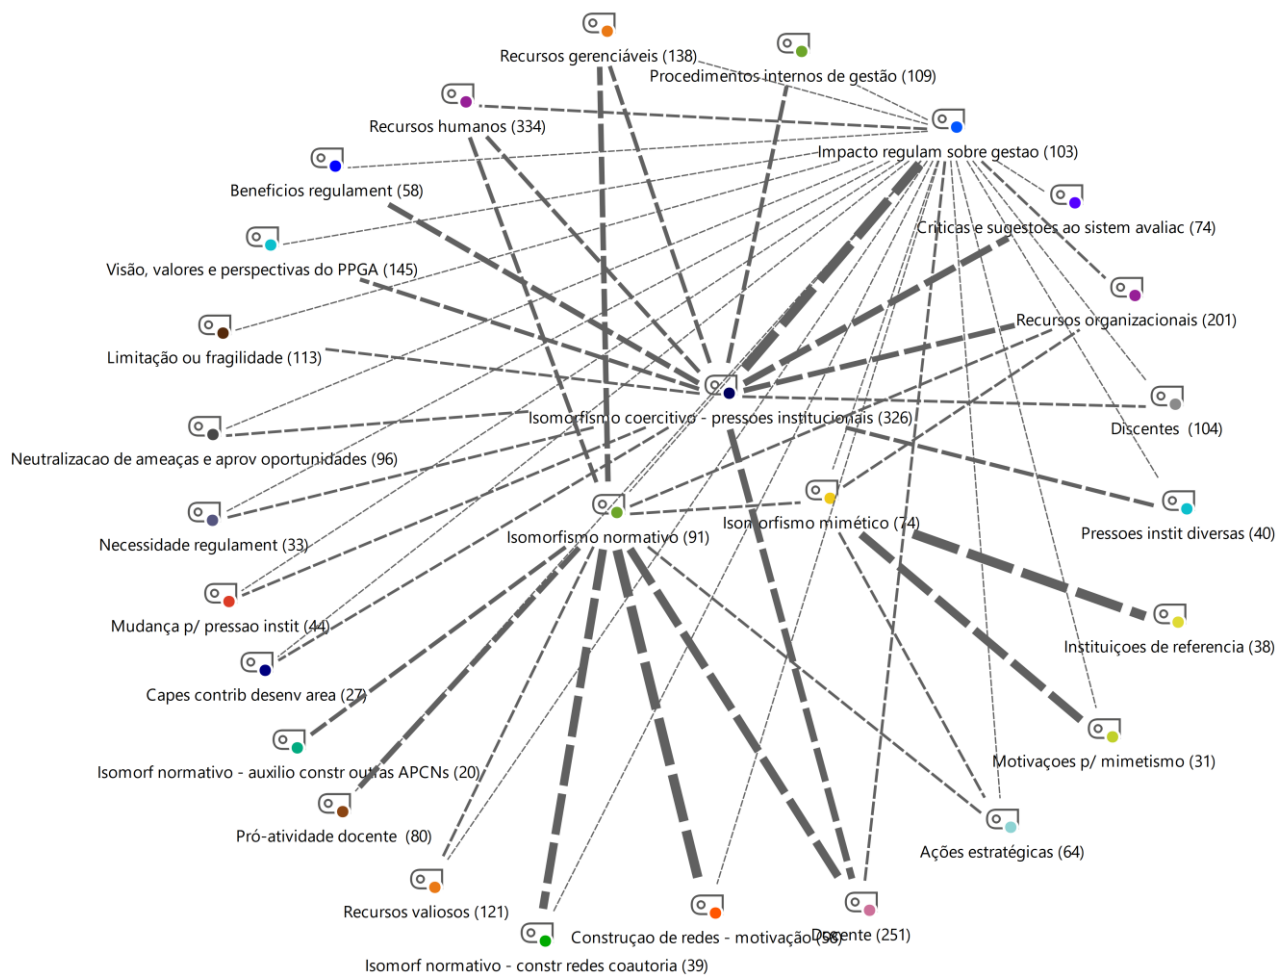 Recursos gerenciáveis (138)
Procedimentos internos de gestão (109)
Recursos humanos (334)
Impacto regulam sobre gestao (103)
Beneficios regulament (58)
Criticas e sugestoes ao sistem avaliac (74)
Visão, valores e perspectivas do PPGA (145)
Recursos organizacionais (201)
Limitação ou fragilidade (113)
Isomorfismo coercitivo - pressoes institucionais (326)
Discentes (104)
Neutralizacao de ameaças e aprov oportunidades (96)
Isomorfismo mimético (74)
Pressoes instit diversas (40)
Isomorfismo normativo (91)
Necessidade regulament (33)
Mudança p/ pressao instit (44)
Instituiçoes de referencia (38)
Capes contrib desenv area (27)
Motivaçoes p/ mimetismo (31)
Isomorf normativo - auxilio constr outras APCNs (20)
Pró-atividade docente (80)
Ações estratégicas (64)
Recursos valiosos (121)
Construçao de redes - motivação
Docente (251)
Isomorf normativo - constr redes coautoria (39)